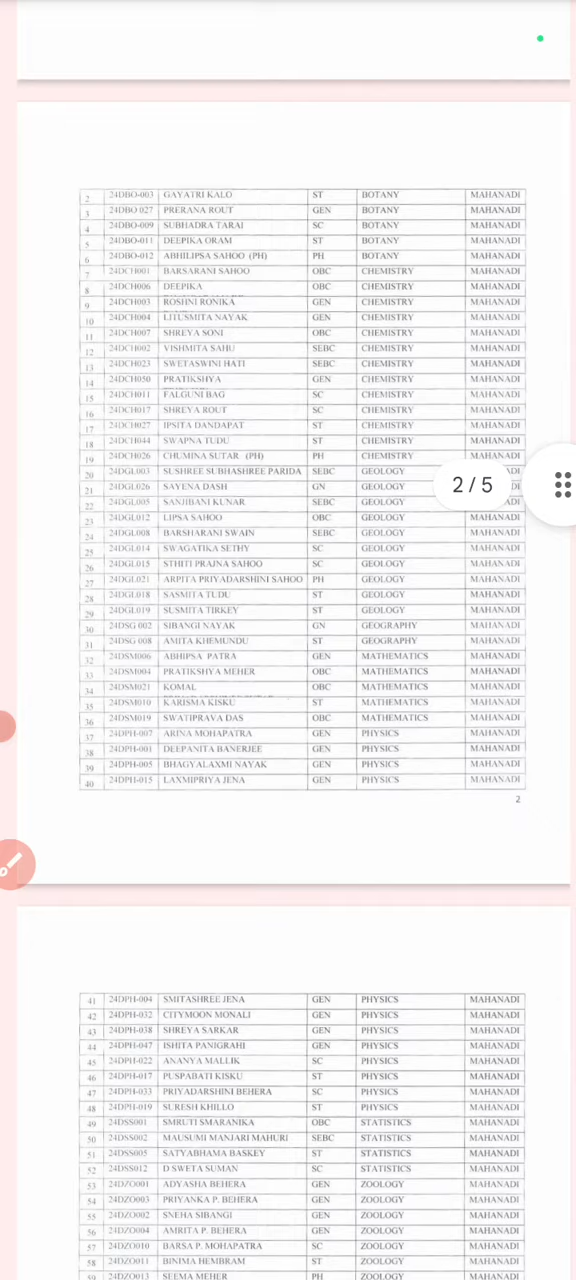 2 24DBO-003 GAYATRI KALO ST BOTANY MAHANADI
3 24DBO 027 PRERANA ROUT GEN BOTANY MAHANADI
4 24DBO-009 SUBHADRA TARAI SC BOTANY MAHANADI
5 24DBO-011 DEEPIKA ORAM ST BOTANY MAHANADI
6 24DBO-012 ABHILIPSA SAHOO (PH) PH BOTANY MAHANADI
7 24DCH001 BARSARANI SAHOO OBC CHEMISTRY MAHANADI
8 24DCH006 DEEPIKA OBC CHEMISTRY MAHANADI
9 24DCH003 ROSHNI RONIKA GEN CHEMISTRY MAHANADI
10 24DCH004 LITUSMITA NAYAK GEN CHEMISTRY MAHANADI
11 24DCH007 SHREYA SONI OBC CHEMISTRY MAHANADI
12 24DCH002 VISHMITA SAHU SEBC CHEMISTRY MAHANADI
13 24DCH023 SWETASWINI HATI SEBC CHEMISTRY MAHANADI
14 24DCH050 PRATIKSHYA GEN CHEMISTRY MAHANADI
15 24DCH011 FALGUNI BAG SC CHEMISTRY MAHANADI
16 24DCH017 SHREYA ROUT SC CHEMISTRY MAHANADI
17 24DCH027 IPSITA DANDAPAT ST CHEMISTRY MAHANADI
18 24DCH044 SWAPNA TUDU ST CHEMISTRY MAHANADI
19 24DCH026 CHUMINA SUTAR (PH) PH CHEMISTRY MAHANADI
20 24DGL003 SUSHREE SUBHASHREE PARIDA SEBC GEOLOGY ADI
21 24DGL026 SAYENA DASH GN GEOLOGY DI
2 / 5
22 24DGL005 SANJIBANI KUNAR SEBC GEOLOGY ADI
23 24DGL012 LIPSA SAHOO OBC GEOLOGY MAHANADI
24 24DGL008 BARSHARANI SWAIN SEBC GEOLOGY MAHANADI
25 24DGL014 SWAGATIKA SETHY SC GEOLOGY MAHANADI
26 24DGL015 STHITI PRAJNA SAHOO SC GEOLOGY MAHANADI
27 24DGL021 ARPITA PRIYADARSHINI SAHOO PH GEOLOGY MAHANADI
28 24DGL018 SASMITA TUDU ST GEOLOGY MAHANADI
29 24DGL019 SUSMITA TIRKEY ST GEOLOGY MAHANADI
30 24DSG 002 SIBANGI NAYAK GN GEOGRAPHY MAHANADI
31 24DSG 008 AMITA KHEMUNDU ST GEOGRAPHY MAHANADI
32 24DSM006 ABHIPSA PATRA GEN MATHEMATICS MAHANADI
33 24DSM004 PRATIKSHYA MEHER OBC MATHEMATICS MAHANADI
34 24DSM021 KOMAL OBC MATHEMATICS MAHANADI
35 24DSM010 KARISMA KISKU ST MATHEMATICS MAHANADI
36 24DSM019 SWATIPRAVA DAS OBC MATHEMATICS MAHANADI
37 24DPH-007 ARINA MOHAPATRA GEN PHYSICS MAHANADI
38 24DPH-001 DEEPANITA BANERJEE GEN PHYSICS MAHANADI
39 24DPH-005 BHAGYALAXMI NAYAK GEN PHYSICS MAHANADI
40 24DPH-015 LAXMIPRIYA JENA GEN PHYSICS MAHANADI
2
41 24DPH-004 SMITASHREE JENA GEN PHYSICS MAHANADI
42 24DPH-032 CITYMOON MONALI GEN PHYSICS MAHANADI
43 24DPH-038 SHREYA SARKAR GEN PHYSICS MAHANADI
44 24DPH-047 ISHITA PANIGRAHI GEN PHYSICS MAHANADI
45 24DPH-022 ANANYA MALLIK SC PHYSICS MAHANADI
46 24DPH-017 PUSPABATI KISKU ST PHYSICS MAHANADI
47 24DPH-033 PRIYADARSHINI BEHERA SC PHYSICS MAHANADI
48 24DPH-019 SURESH KHILLO ST PHYSICS MAHANADI
49 24DSS001 SMRUTI SMARANIKA OBC STATISTICS MAHANADI
50 24DSS002 MAUSUMI MANJARI MAHURI SEBC STATISTICS MAHANADI
51 24DSS005 SATYABHAMA BASKEY ST STATISTICS MAHANADI
52 24DSS012 D SWETA SUMAN SC STATISTICS MAHANADI
53 24DZO001 ADYASHA BEHERA GEN ZOOLOGY MAHANADI
54 24DZO003 PRIYANKA P. BEHERA GEN ZOOLOGY MAHANADI
55 24DZO002 SNEHA SIBANGI GEN ZOOLOGY MAHANADI
56 24DZO004 AMRITA P. BEHERA GEN ZOOLOGY MAHANADI
57 24DZO010 BARSA P. MOHAPATRA SC ZOOLOGY MAHANADI
58 24DZO011 BINIMA HEMBRAM ST ZOOLOGY MAHANADI
59 24DZO013 SEEMA MEHER PH ZOOLOGY MAHANADI